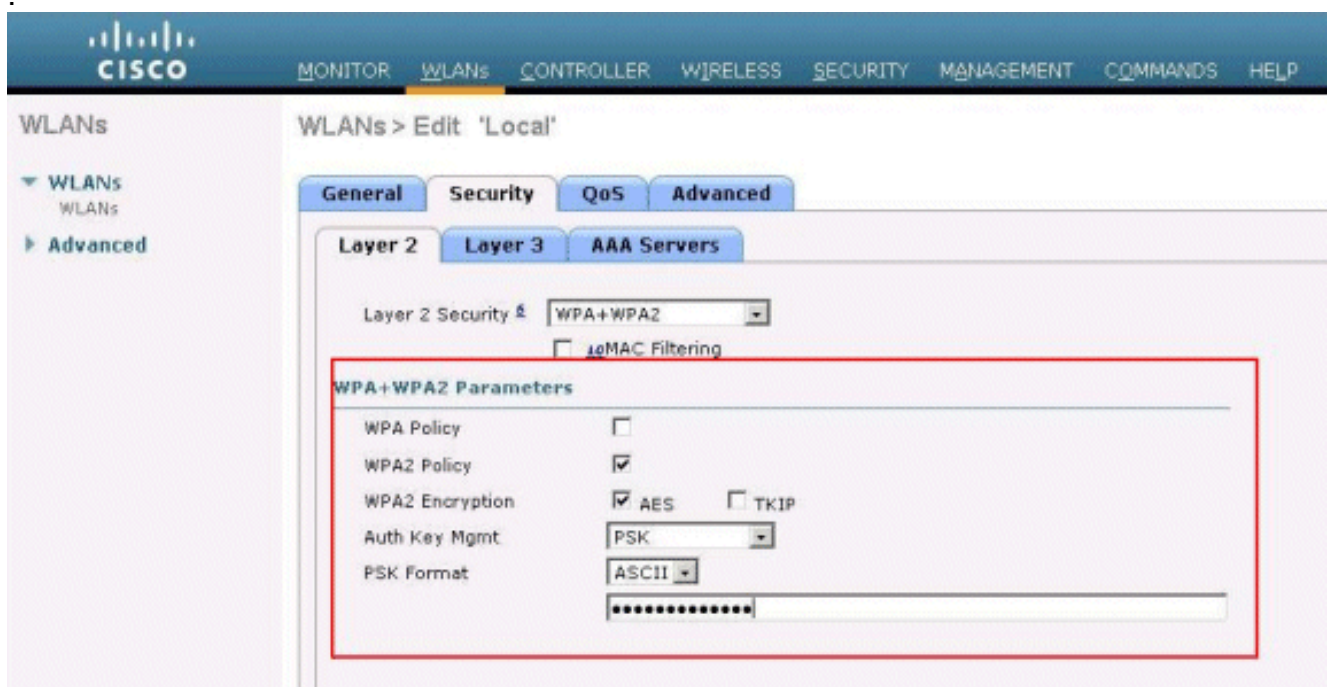 .
CISCO
MONITOR WLANs CONTROLLER WIRELESS SECURITY MANAGEMENT COMMANDS HELP
WLANs
WLANs > Edit 'Local'
WLANs
WLANs
Advanced
General Security QoS Advanced
Layer 2 Layer 3 AAA Servers
Layer 2 Security 6 WPA+WPA2
10MAC Filtering
WPA+WPA2 Parameters
WPA Policy
WPA2 Policy
WPA2 Encryption AES TKIP
Auth Key Mgmt PSK
PSK Format ASCII
•••••••••••••